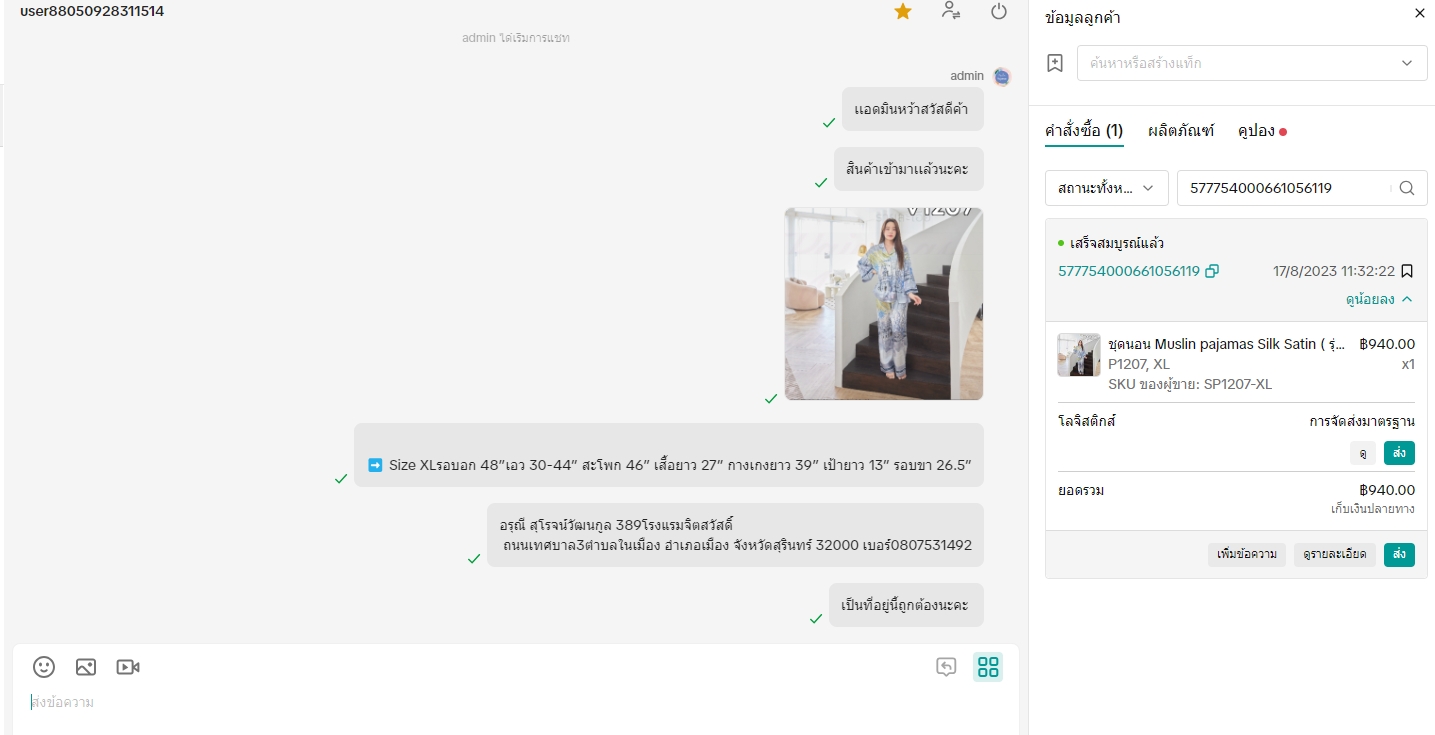 user88050928311514
admin ได้เริ่มการแชท
admin
แอดมินหว้าสวัสดีค้า
สินค้าเข้ามาแล้วนะคะ
V1207
➡️ Size XLรอบอก 48”เอว 30-44” สะโพก 46” เสื้อยาว 27” กางเกงยาว 39” เป้ายาว 13” รอบขา 26.5”
อรุณี สุโรจน์วัฒนกูล 389โรงแรมจิตสวัสดิ์
ถนนเทศบาล3ตำบลในเมือง อำเภอเมือง จังหวัดสุรินทร์ 32000 เบอร์0807531492
เป็นที่อยู่นี้ถูกต้องนะคะ
ส่งข้อความ
ข้อมูลลูกค้า
ค้นหาหรือสร้างแท็ก
คำสั่งซื้อ (1) ผลิตภัณฑ์ คูปอง
สถานะทั้งห... 577754000661056119
เสร็จสมบูรณ์แล้ว
577754000661056119 17/8/2023 11:32:22
ดูน้อยลง
ชุดนอน Muslin pajamas Silk Satin ( รุ่... ฿940.00
P1207, XL x1
SKU ของผู้ขาย: SP1207-XL
โลจิสติกส์ การจัดส่งมาตรฐาน
ดู ส่ง
ยอดรวม ฿940.00
เก็บเงินปลายทาง
เพิ่มข้อความ ดูรายละเอียด ส่ง